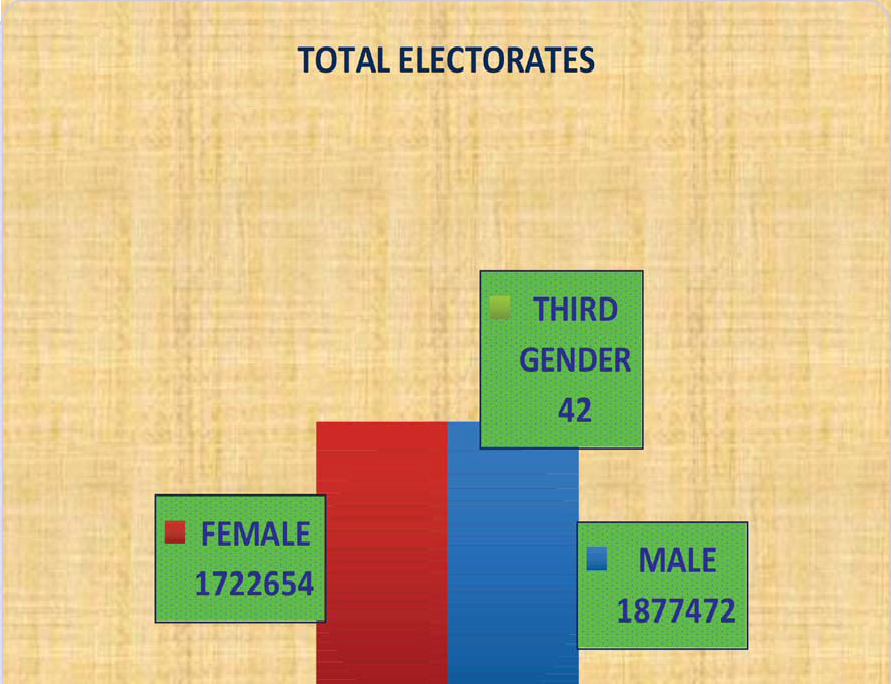 TOTAL ELECTORATES
THIRD
GENDER
42
FEMALE
1722654
MALE
1877472